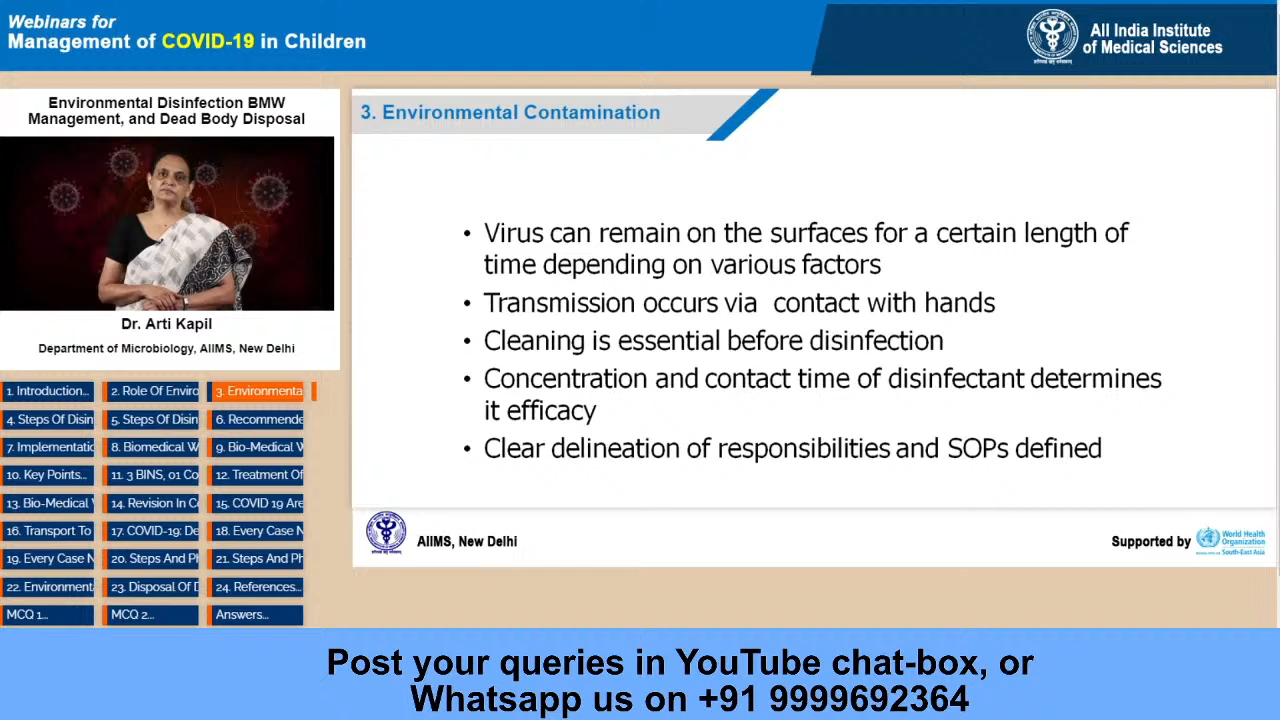 Webinars for
Management of COVID-19 in Children
All India Institute
of Medical Sciences
Environmental Disinfection BMW
Management, and Dead Body Disposal
Dr. Arti Kapil
Department of Microbiology, AIIMS, New Delhi
1. Introduction... 2. Role Of Enviro 3. Environmenta
4. Steps Of Disin 5. Steps Of Disin 6. Recommende
7. Implementatio 8. Biomedical W 9. Bio-Medical W
10. Key Points... 11. 3 BINS, 01 Co 12. Treatment Of
13. Bio-Medical W 14. Revision In C 15. COVID 19 Are
16. Transport To 17. COVID-19: De 18. Every Case N
19. Every Case N 20. Steps And Ph 21. Steps And Ph
22. Environment 23. Disposal Of D 24. References...
MCQ 1... MCQ 2... Answers...
3. Environmental Contamination
• Virus can remain on the surfaces for a certain length of
time depending on various factors
• Transmission occurs via contact with hands
• Cleaning is essential before disinfection
• Concentration and contact time of disinfectant determines
it efficacy
• Clear delineation of responsibilities and SOPs defined
AIIMS, New Delhi
Supported by
World Health
Organization
South-East Asia
Post your queries in YouTube chat-box, or
Whatsapp us on +91 9999692364